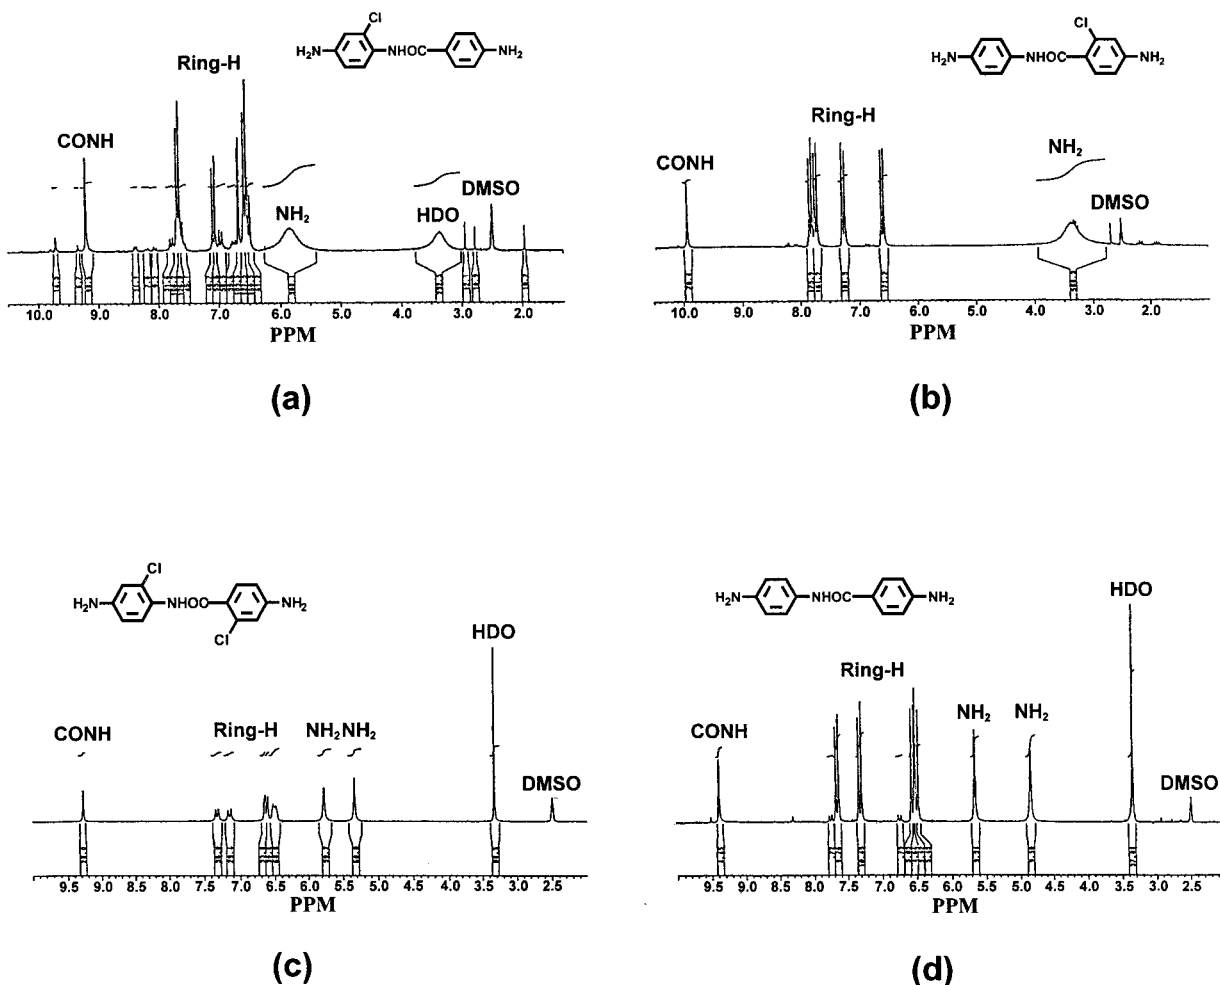 Cl
H₂N
NHOC
NH₂
Ring-H
CONH
NH₂
HDO
DMSO
10.0 9.0 8.0 7.0 6.0 5.0 4.0 3.0 2.0
PPM
(a)
Cl
H₂N
NHOC
NH₂
Ring-H
CONH
NH₂
DMSO
10.0 9.0 8.0 7.0 6.0 5.0 4.0 3.0 2.0
PPM
(b)
Cl
H₂N
NHOC
NH₂
Cl
HDO
CONH
Ring-H
NH₂ NH₂
DMSO
9.5 9.0 8.5 8.0 7.5 7.0 6.5 6.0 5.5 5.0 4.5 4.0 3.5 3.0 2.5
PPM
(c)
H₂N
NHOC
NH₂
HDO
Ring-H
CONH
NH₂
NH₂
DMSO
9.5 9.0 8.5 8.0 7.5 7.0 6.5 6.0 5.5 5.0 4.5 4.0 3.5 3.0 2.5
PPM
(d)